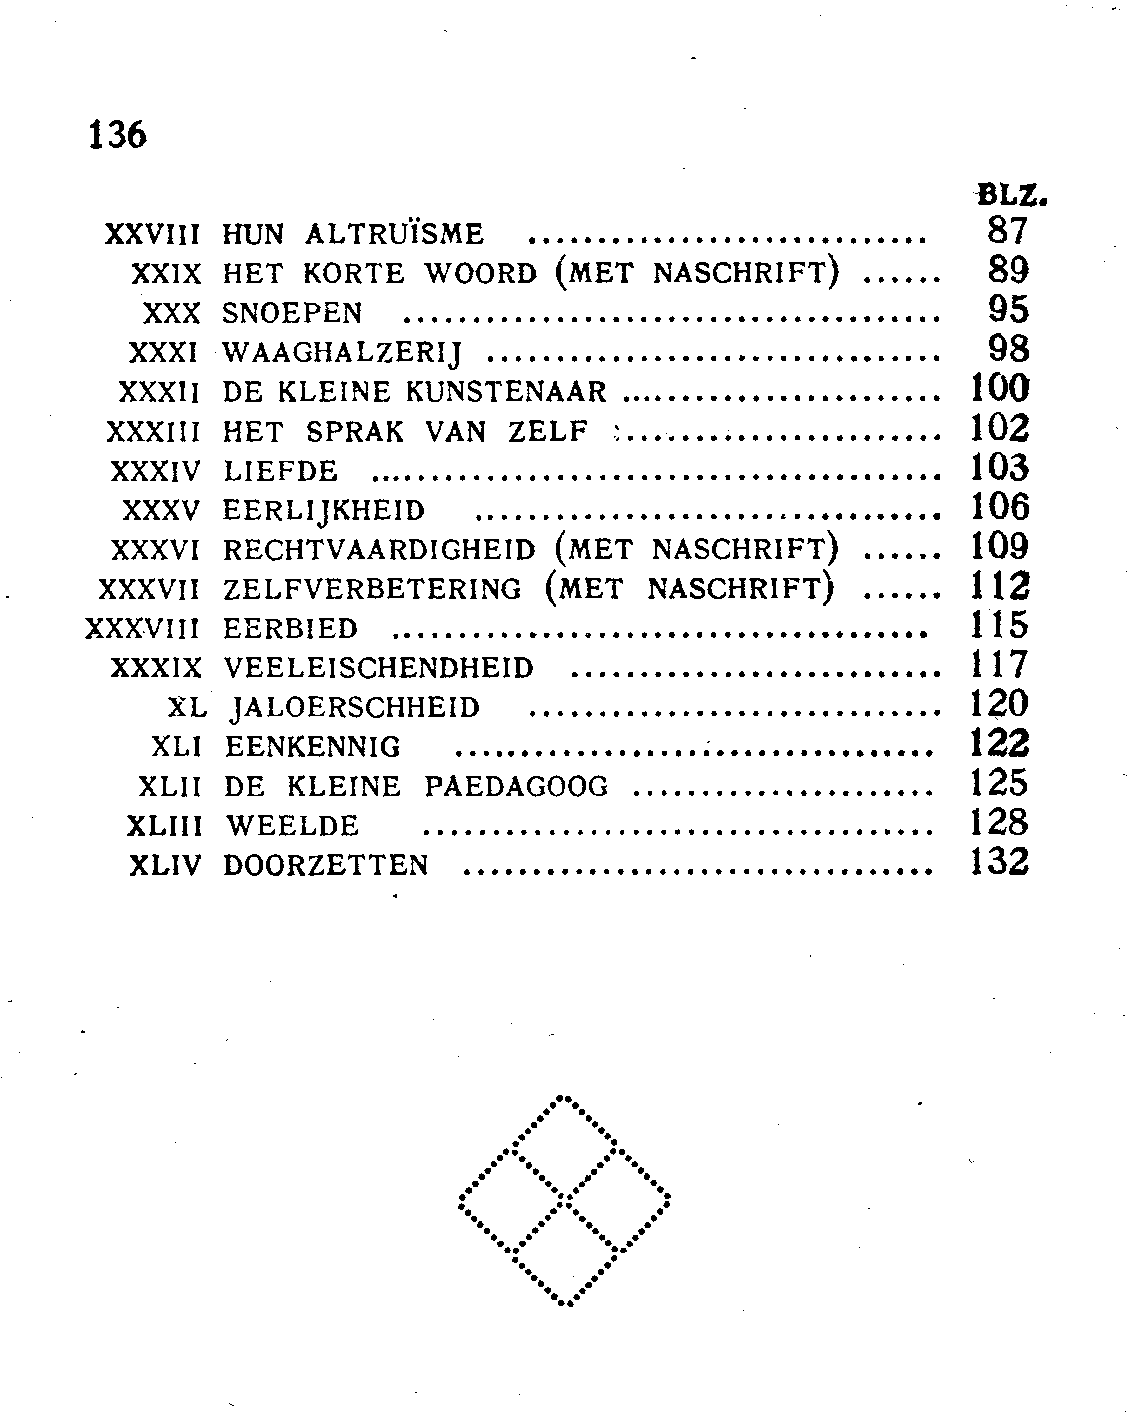 136
BLZ.
XXVIII HUN ALTRUÏSME .............................. 87
XXIX HET KORTE WOORD (MET NASCHRIFT) ...... 89
XXX SNOEPEN ........................................ 95
XXXI WAAGHALZERIJ .................................. 98
XXXII DE KLEINE KUNSTENAAR ........................ 100
XXXIII HET SPRAK VAN ZELF ........................ 102
XXXIV LIEFDE .......................................... 103
XXXV EERLIJKHEID ................................... 106
XXXVI RECHTVAARDIGHEID (MET NASCHRIFT) ...... 109
XXXVII ZELFVERBETERING (MET NASCHRIFT) ...... 112
XXXVIII EERBIED ........................................ 115
XXXIX VEELEISCHENDHEID ............................ 117
XL JALOERSCHHEID ............................... 120
XLI EENKENNIG .................................... 122
XLII DE KLEINE PAEDAGOOG ...................... 125
XLIII WEELDE ...................................... 128
XLIV DOORZETTEN ................................... 132